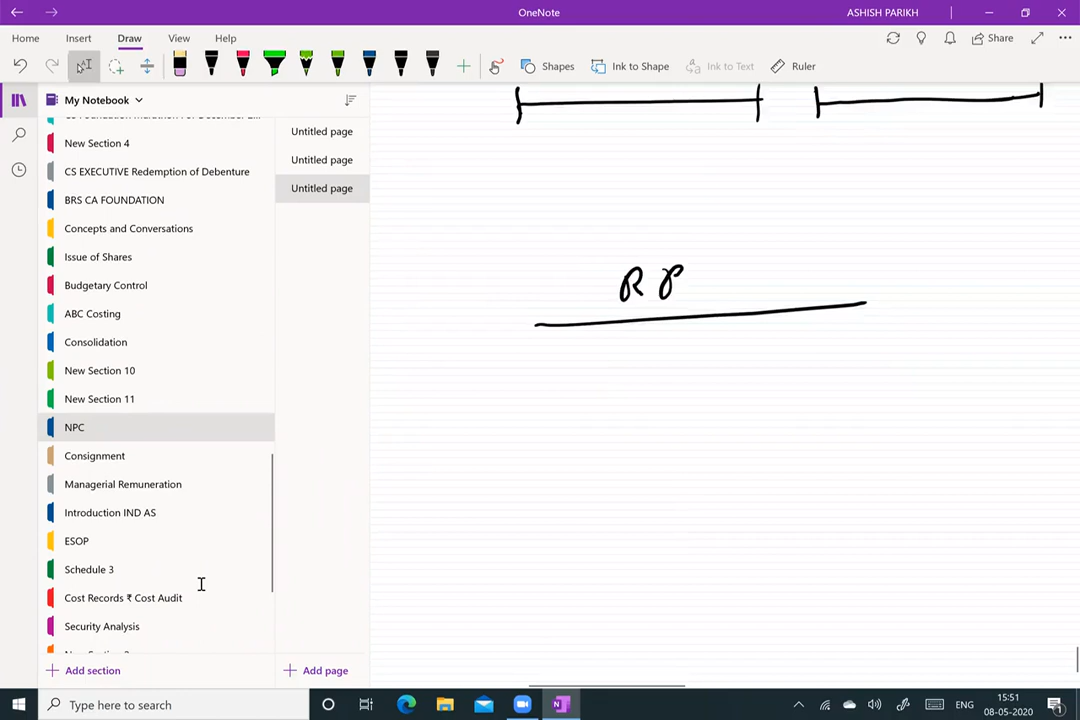 OneNote
ASHISH PARIKH
Home
Insert
Draw
View
Help
Share
Shapes
Ink to Shape
Ink to Text
Ruler
My Notebook
New Section 4
CS EXECUTIVE Redemption of Debenture
BRS CA FOUNDATION
Concepts and Conversations
Issue of Shares
Budgetary Control
ABC Costing
Consolidation
New Section 10
New Section 11
NPC
Consignment
Managerial Remuneration
Introduction IND AS
ESOP
Schedule 3
Cost Records ₹ Cost Audit
Security Analysis
Add section
Untitled page
Untitled page
Untitled page
Add page
R P
Type here to search
ENG
15:51
08-05-2020